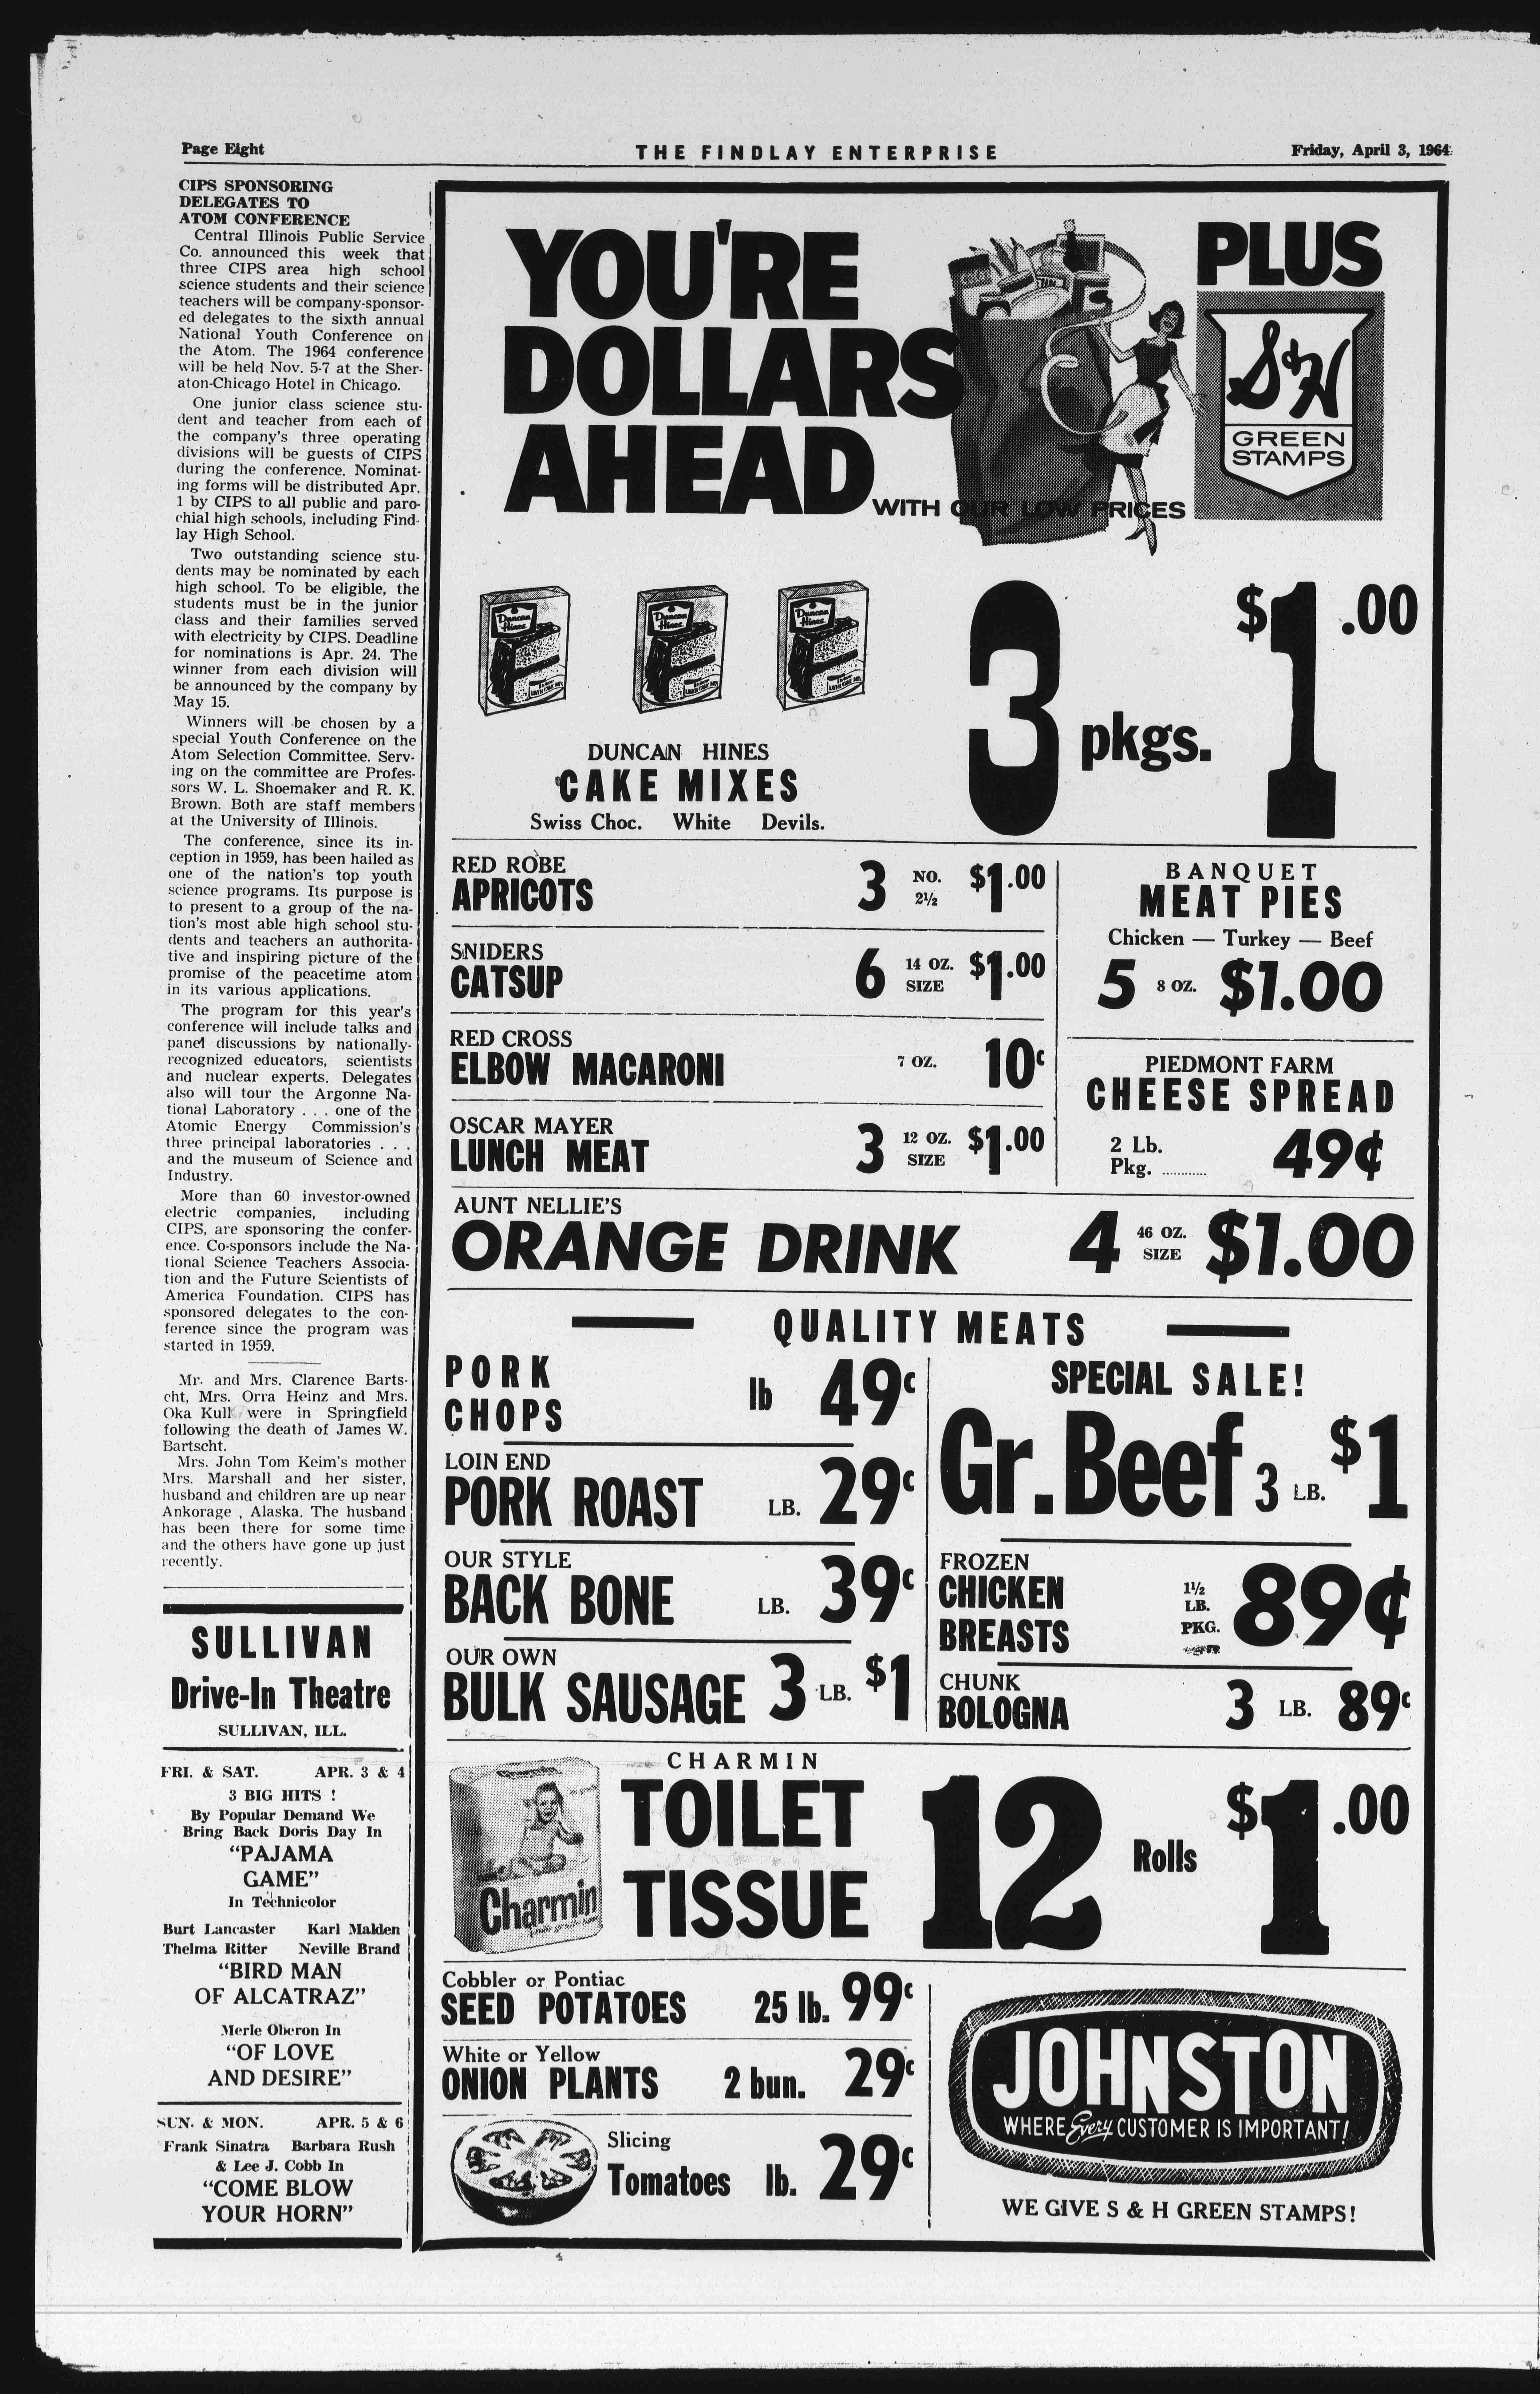 Page Eight
THE FINDLAY ENTERPRISE
Friday, April 3, 1964
CIPS SPONSORING
DELEGATES TO
ATOM CONFERENCE
Central Illinois Public Service
Co. announced this week that
three CIPS area high school
science students and their science
teachers will be company-sponsor-
ed delegates to the sixth annual
National Youth Conference on
the Atom. The 1964 conference
will be held Nov. 5-7 at the Sher-
aton-Chicago Hotel in Chicago.
One junior class science stu-
dent and teacher from each of
the company's three operating
divisions will be guests of CIPS
during the conference. Nominat-
ing forms will be distributed Apr.
1 by CIPS to all public and paro-
chial high schools, including Find-
lay High School.
Two outstanding science stu-
dents may be nominated by each
high school. To be eligible, the
students must be in the junior
class and their families served
with electricity by CIPS. Deadline
for nominations is Apr. 24. The
winner from each division will
be announced by the company by
May 15.
Winners will be chosen by a
special Youth Conference on the
Atom Selection Committee. Serv-
ing on the committee are Profes-
sors W. L. Shoemaker and R. K.
Brown. Both are staff members
at the University of Illinois.
The conference, since its in-
ception in 1959, has been hailed as
one of the nation's top youth
science programs. Its purpose is
to present to a group of the na-
tion's most able high school stu-
dents and teachers an authorita-
tive and inspiring picture of the
promise of the peacetime atom
in its various applications.
The program for this year's
conference will include talks and
panel discussions by nationally-
recognized educators, scientists
and nuclear experts. Delegates
also will tour the Argonne Na-
tional Laboratory . . . one of the
Atomic Energy Commission's
three principal laboratories . . .
and the museum of Science and
Industry.
More than 60 investor-owned
electric companies, including
CIPS, are sponsoring the confer-
ence. Co-sponsors include the Na-
tional Science Teachers Associa-
tion and the Future Scientists of
America Foundation. CIPS has
sponsored delegates to the con-
ference since the program was
started in 1959.
Mr. and Mrs. Clarence Barts-
cht, Mrs. Orra Heinz and Mrs.
Oka Kull were in Springfield
following the death of James W.
Bartscht.
Mrs. John Tom Keim's mother
Mrs. Marshall and her sister,
husband and children are up near
Ankorage , Alaska. The husband
has been there for some time
and the others have gone up just
recently.
SULLIVAN
Drive-In Theatre
SULLIVAN, ILL.
FRI. & SAT. APR. 3 & 4
3 BIG HITS !
By Popular Demand We
Bring Back Doris Day In
"PAJAMA
GAME"
In Technicolor
Burt Lancaster Karl Malden
Thelma Ritter Neville Brand
"BIRD MAN
OF ALCATRAZ"
Merle Oberon In
"OF LOVE
AND DESIRE"
SUN. & MON. APR. 5 & 6
Frank Sinatra Barbara Rush
& Lee J. Cobb In
"COME BLOW
YOUR HORN"
YOU'RE
DOLLARS
AHEAD
WITH OUR LOW PRICES
PLUS
S&H
GREEN
STAMPS
Duncan Hines
Duncan Hines
Duncan Hines
DUNCAN HINES
CAKE MIXES
Swiss Choc. White Devils.
3 pkgs. $1.00
RED ROBE
APRICOTS
3 NO. 2½ $1.00
SNIDERS
CATSUP
6 14 OZ. SIZE $1.00
RED CROSS
ELBOW MACARONI
7 OZ. 10c
OSCAR MAYER
LUNCH MEAT
3 12 OZ. SIZE $1.00
BANQUET
MEAT PIES
Chicken — Turkey — Beef
5 8 OZ. $1.00
PIEDMONT FARM
CHEESE SPREAD
2 Lb.
Pkg. ............ 49¢
AUNT NELLIE'S
ORANGE DRINK
4 46 OZ. SIZE $1.00
QUALITY MEATS
PORK
CHOPS
lb 49c
LOIN END
PORK ROAST LB. 29c
OUR STYLE
BACK BONE LB. 39c
OUR OWN
BULK SAUSAGE 3 LB. $1
SPECIAL SALE!
Gr. Beef 3 LB. $1
FROZEN
CHICKEN
BREASTS
1½
LB.
PKG.
89¢
CHUNK
BOLOGNA 3 LB. 89c
Charmin
CHARMIN
TOILET
TISSUE
12 Rolls $1.00
Cobbler or Pontiac
SEED POTATOES 25 lb. 99c
White or Yellow
ONION PLANTS 2 bun. 29c
Slicing
Tomatoes lb. 29c
JOHNSTON
WHERE Every CUSTOMER IS IMPORTANT!
WE GIVE S & H GREEN STAMPS!